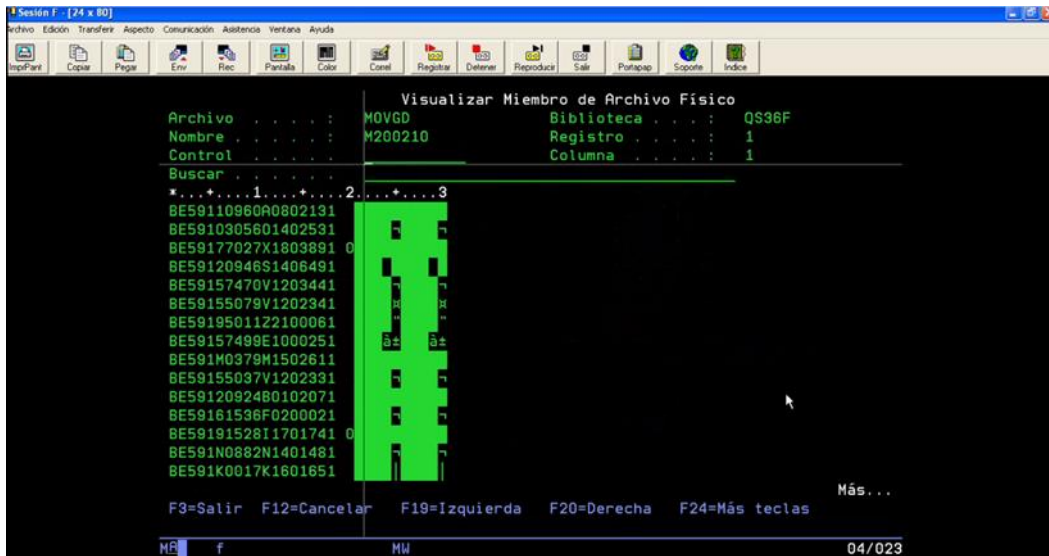 Sesión F - [24 x 80]
Archivo Edición Transferir Aspecto Comunicación Asistencia Ventana Ayuda
ImprPant Copiar Pegar Env Rec Pantalla Color Conel Registrar Detener Reproducir Salir Portapap Soporte Indice
Visualizar Miembro de Archivo Físico
Archivo . . . . . : MOVGD Biblioteca . . . : QS36F
Nombre . . . . . : M200210 Registro . . . . : 1
Control . . . . . Columna . . . . : 1
Buscar . . . . . .
*...+....1....+....2....+....3
BE59110960A0802131
BE59103056O1402531 ¬ ¬
BE59177027X1803891 0
BE59120946S1406491
BE59157470V1203441 ¬ ¬
BE59155079V1202341 ¤ ¤
BE59195011Z2100061 " "
BE59157499E1000251 à± à±
BE591M0379M1502611
BE59155037V1202331 ¬ ¬
BE59120924B0102071
BE59161536F0200021 ¬ ¬
BE59191528I1701741 0
BE591N0882N1401481 ¬ ¬
BE591K0017K1601651 | |
Más...
F3=Salir F12=Cancelar F19=Izquierda F20=Derecha F24=Más teclas
MA f MW 04/023